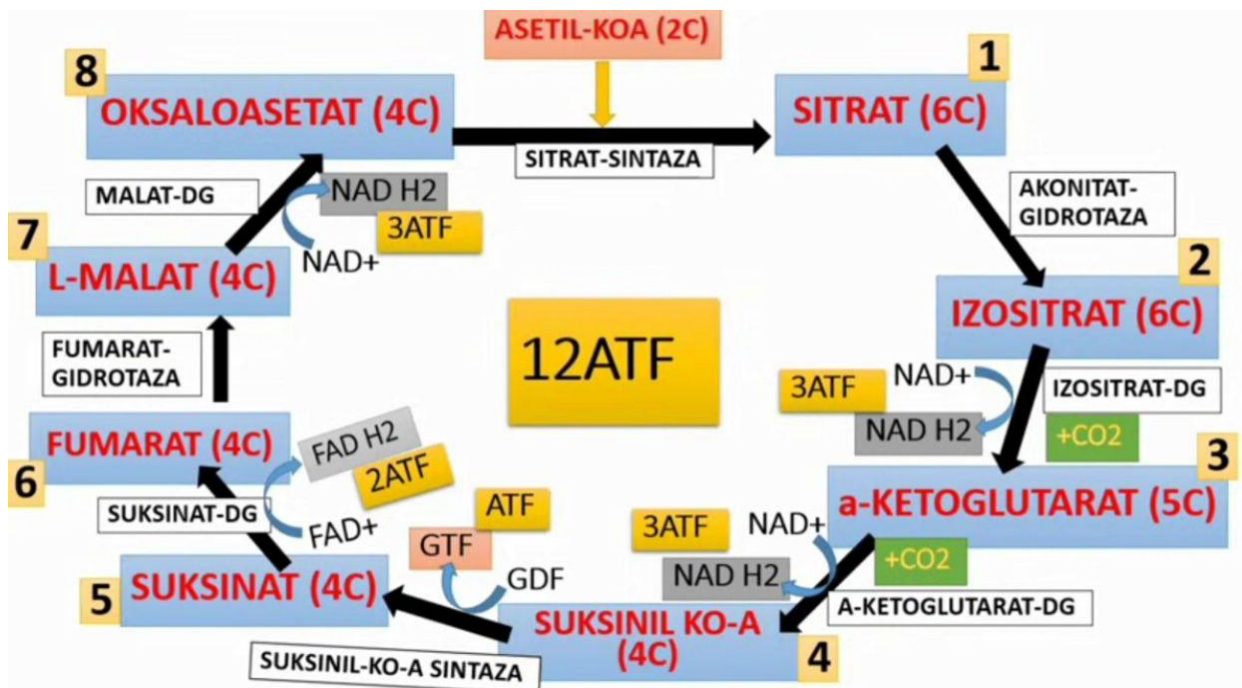 ASETIL-KOA (2C)
8
OKSALOASETAT (4C)
1
SITRAT (6C)
SITRAT-SINTAZA
MALAT-DG
NAD H2
3ATF
NAD+
AKONITAT-
GIDROTAZA
7
L-MALAT (4C)
2
IZOSITRAT (6C)
FUMARAT-
GIDROTAZA
12ATF
3ATF
NAD+
NAD H2
IZOSITRAT-DG
+CO2
FUMARAT (4C)
6
FAD H2
2ATF
SUKSINAT-DG
FAD+
3
a-KETOGLUTARAT (5C)
ATF
GTF
GDF
3ATF
NAD+
NAD H2
+CO2
A-KETOGLUTARAT-DG
5
SUKSINAT (4C)
SUKSINIL KO-A
(4C)
4
SUKSINIL-KO-A SINTAZA